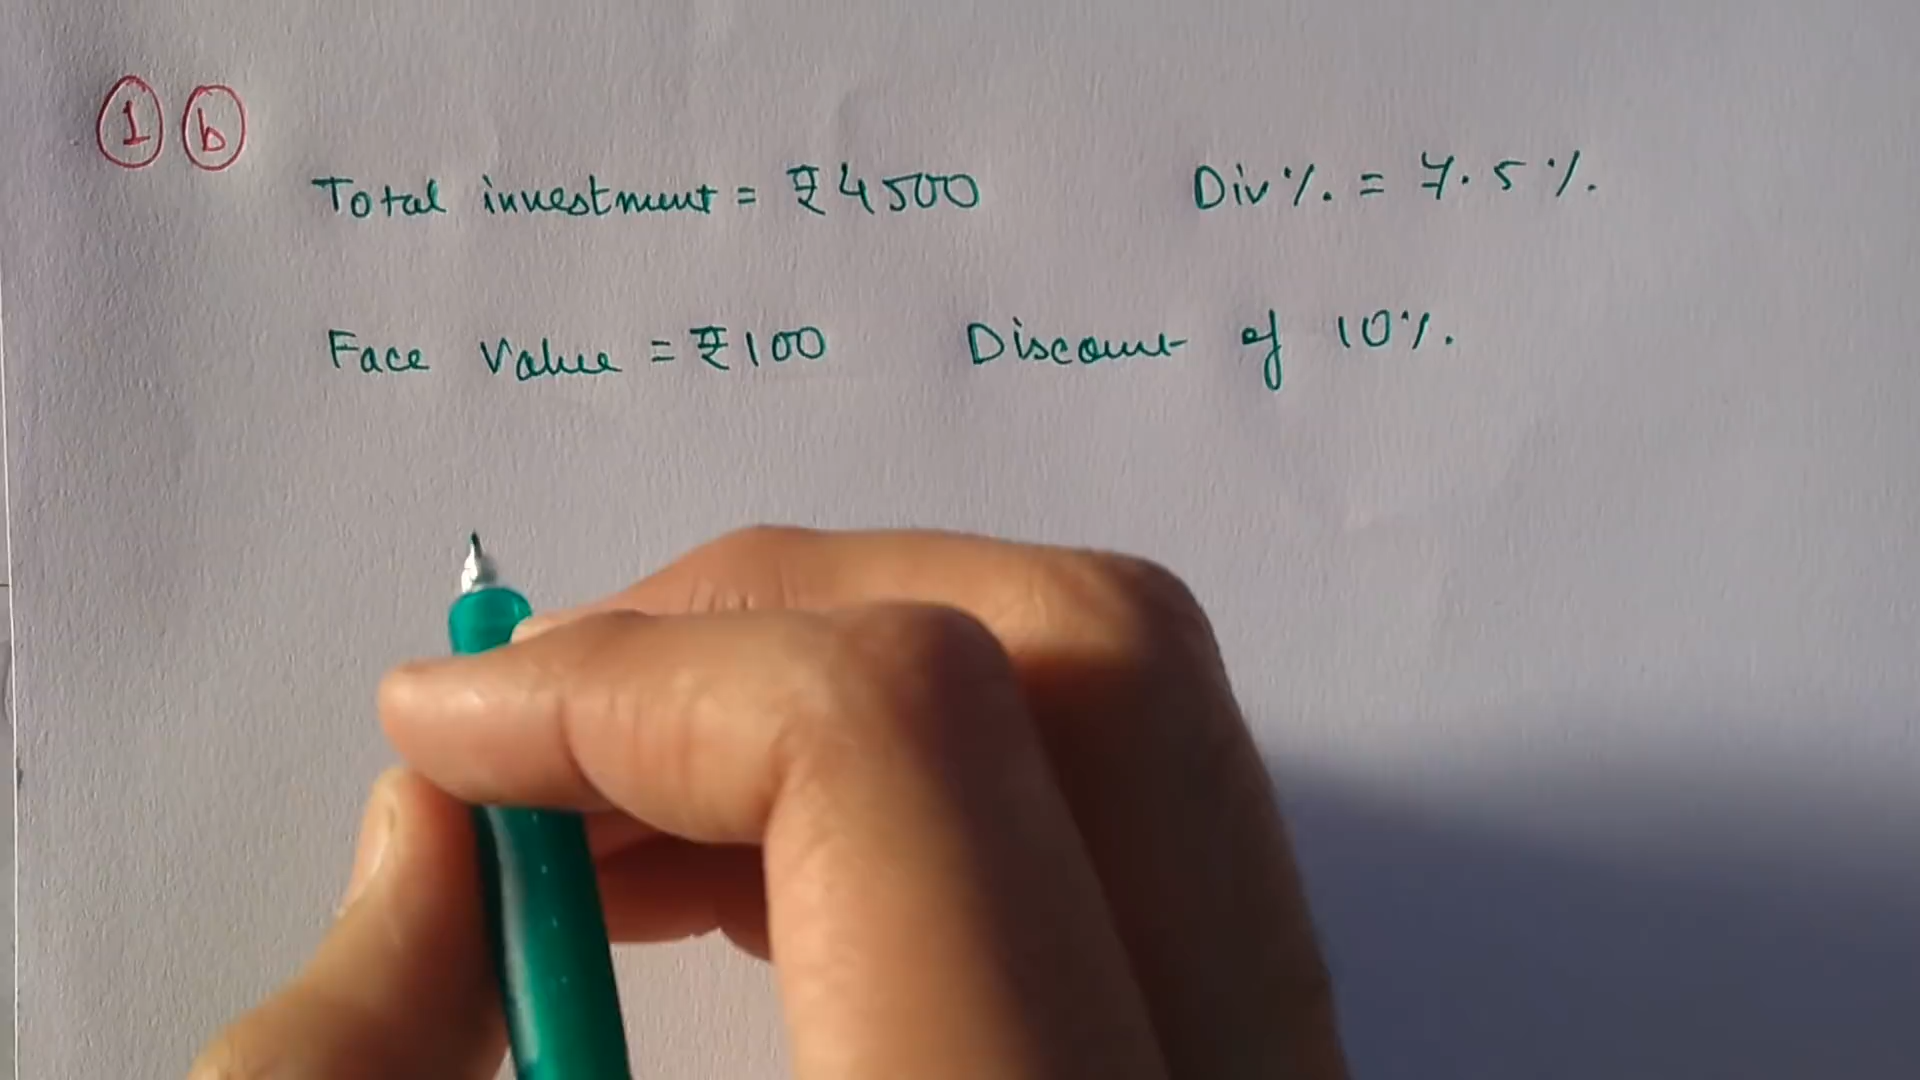 1 b
Total investment = ₹4500 Div%. = 7.5%.
Face Value = ₹100 Discount of 10%.